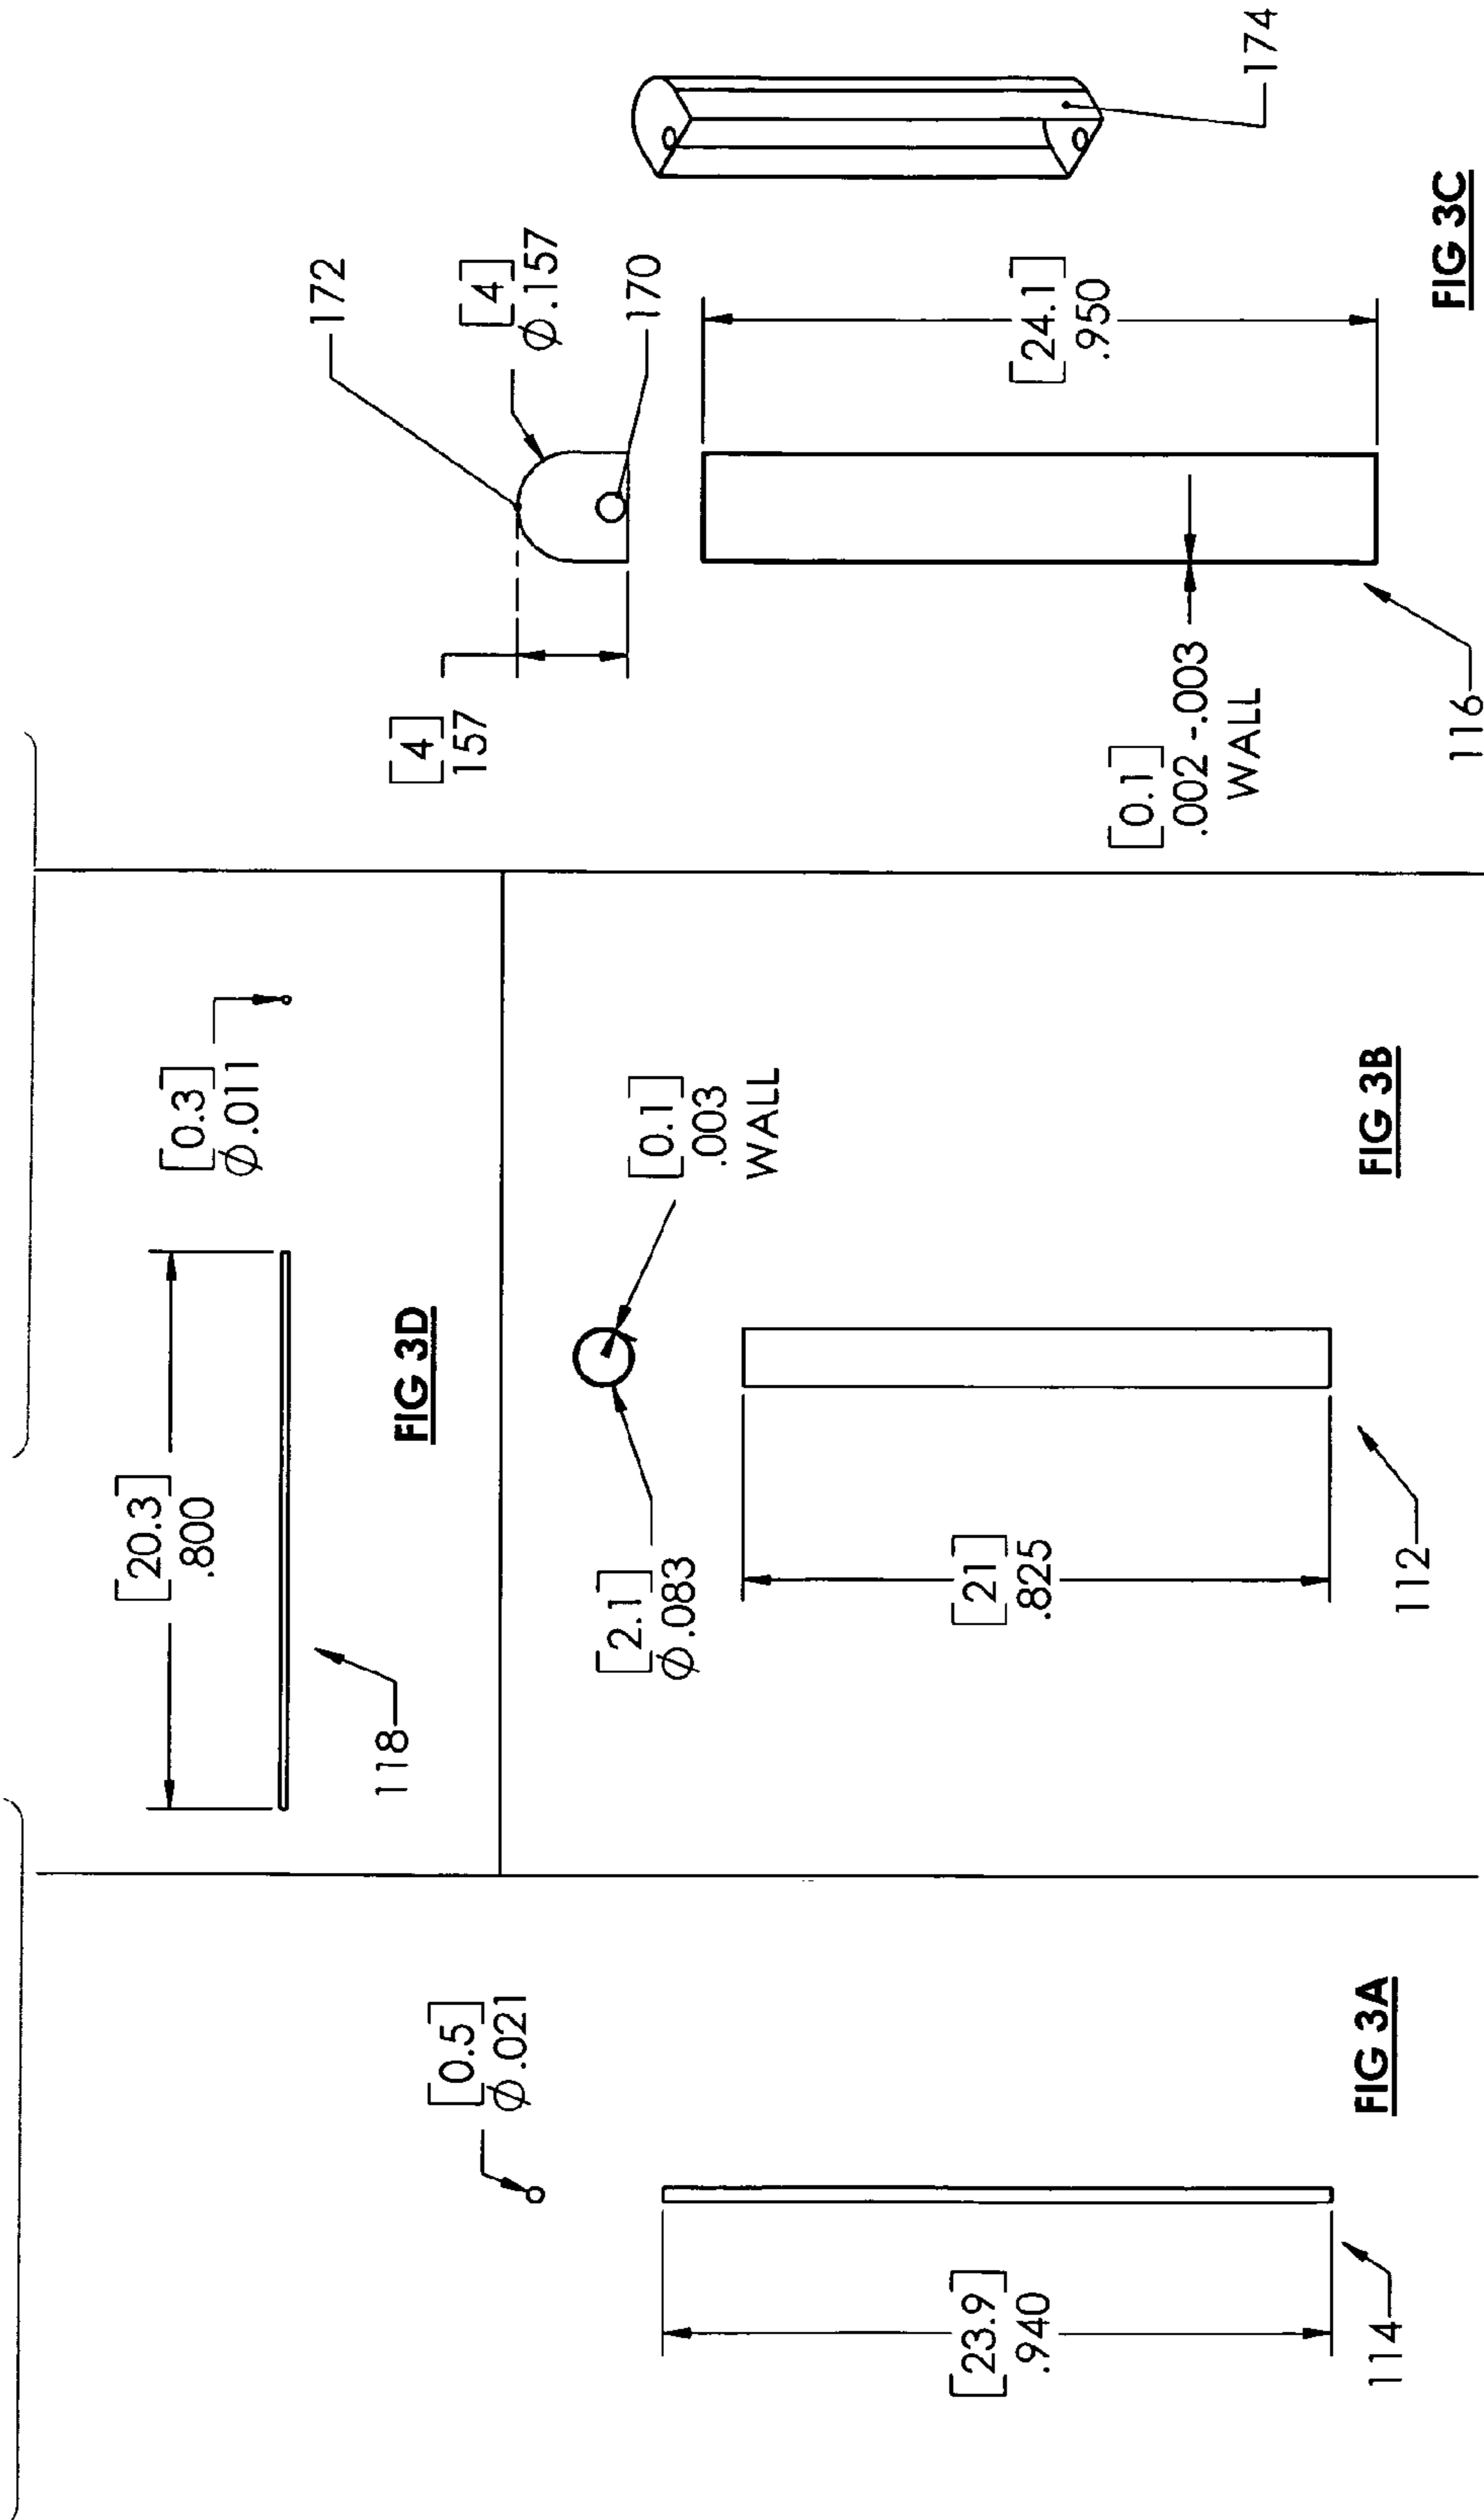 [0.5]
Ø.021
[23.9]
.940
114
FIG 3A
[20.3]
.800
[0.3]
Ø.011
118
FIG 3D
[2.1]
Ø.083
[0.1]
.003
WALL
[21]
.825
112
FIG 3B
172
[4]
157
[4]
Ø.157
170
[24.1]
.950
[0.1]
.002-.003
WALL
116
174
FIG 3C